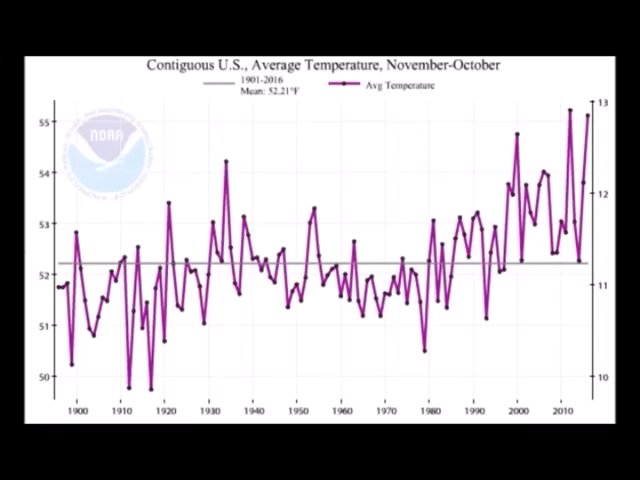 Contiguous U.S., Average Temperature, November-October
1901-2016
Mean: 52.21°F
Avg Temperature
55
54
53
52
51
50
13
12
11
10
1900 1910 1920 1930 1940 1950 1960 1970 1980 1990 2000 2010
NOAA